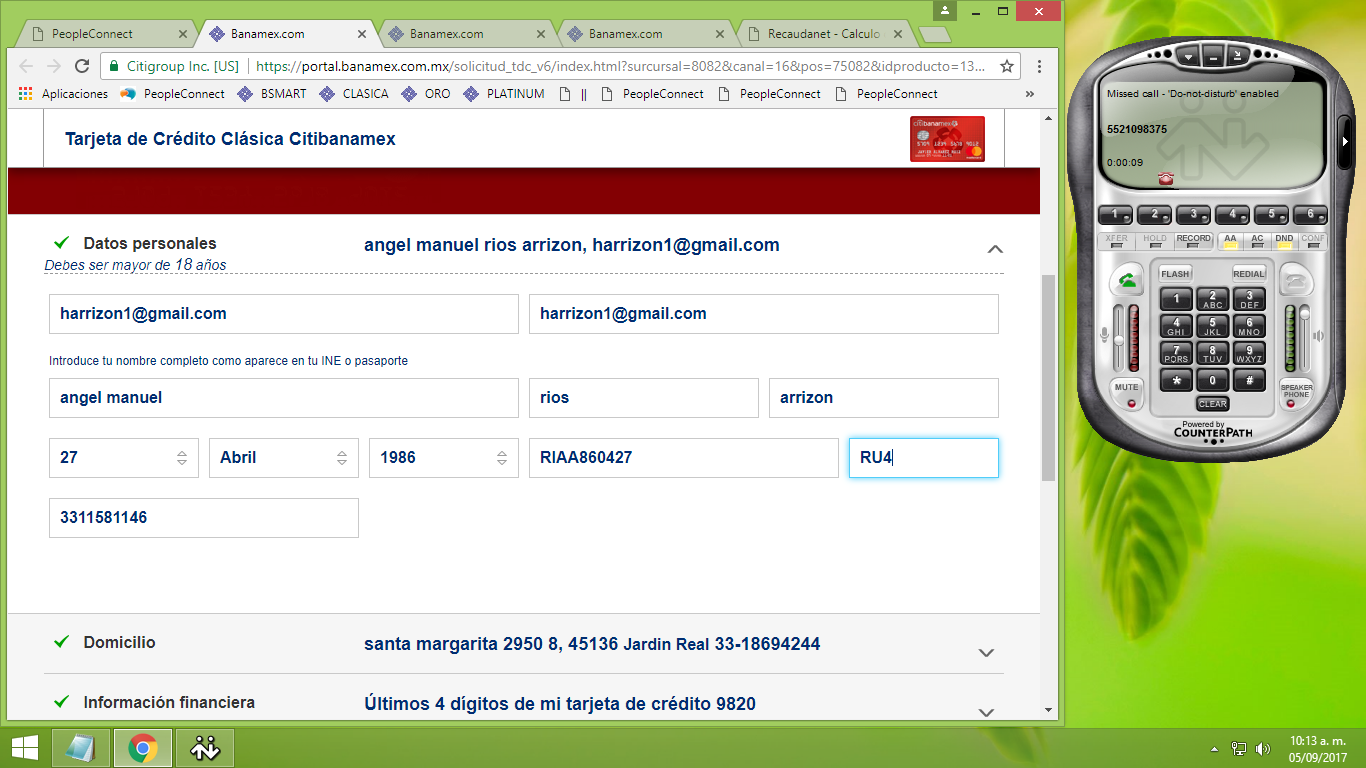 PeopleConnect
Banamex.com
Banamex.com
Banamex.com
Recaudanet - Calculo
Citigroup Inc. [US] | https://portal.banamex.com.mx/solicitud_tdc_v6/index.html?surcursal=8082&canal=16&pos=75082&idproducto=13...
Aplicaciones PeopleConnect BSMART CLASICA ORO PLATINUM || PeopleConnect PeopleConnect PeopleConnect »
Tarjeta de Crédito Clásica Citibanamex
citibanamex
Datos personales angel manuel rios arrizon, harrizon1@gmail.com
Debes ser mayor de 18 años
harrizon1@gmail.com harrizon1@gmail.com
Introduce tu nombre completo como aparece en tu INE o pasaporte
angel manuel rios arrizon
27 Abril 1986 RIAA860427 RU4
3311581146
Domicilio santa margarita 2950 8, 45136 Jardin Real 33-18694244
Información financiera Últimos 4 dígitos de mi tarjeta de crédito 9820
Missed call - 'Do-not-disturb' enabled
5521098375
0:00:09
1 2 3 4 5 6
XFER HOLD RECORD AA AC DND CONF
FLASH REDIAL
1 2 ABC 3 DEF
4 GHI 5 JKL 6 MNO
7 PQRS 8 TUV 9 WXYZ
* 0 #
MUTE CLEAR SPEAKER PHONE
Powered by
COUNTERPATH
10:13 a. m.
05/09/2017